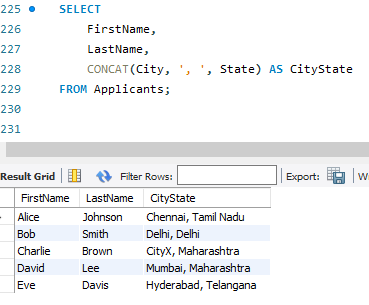 225 SELECT
226 FirstName,
227 LastName,
228 CONCAT(City, ', ', State) AS CityState
229 FROM Applicants;
230
231
Result Grid Filter Rows: Export:
FirstName LastName CityState
Alice Johnson Chennai, Tamil Nadu
Bob Smith Delhi, Delhi
Charlie Brown CityX, Maharashtra
David Lee Mumbai, Maharashtra
Eve Davis Hyderabad, Telangana